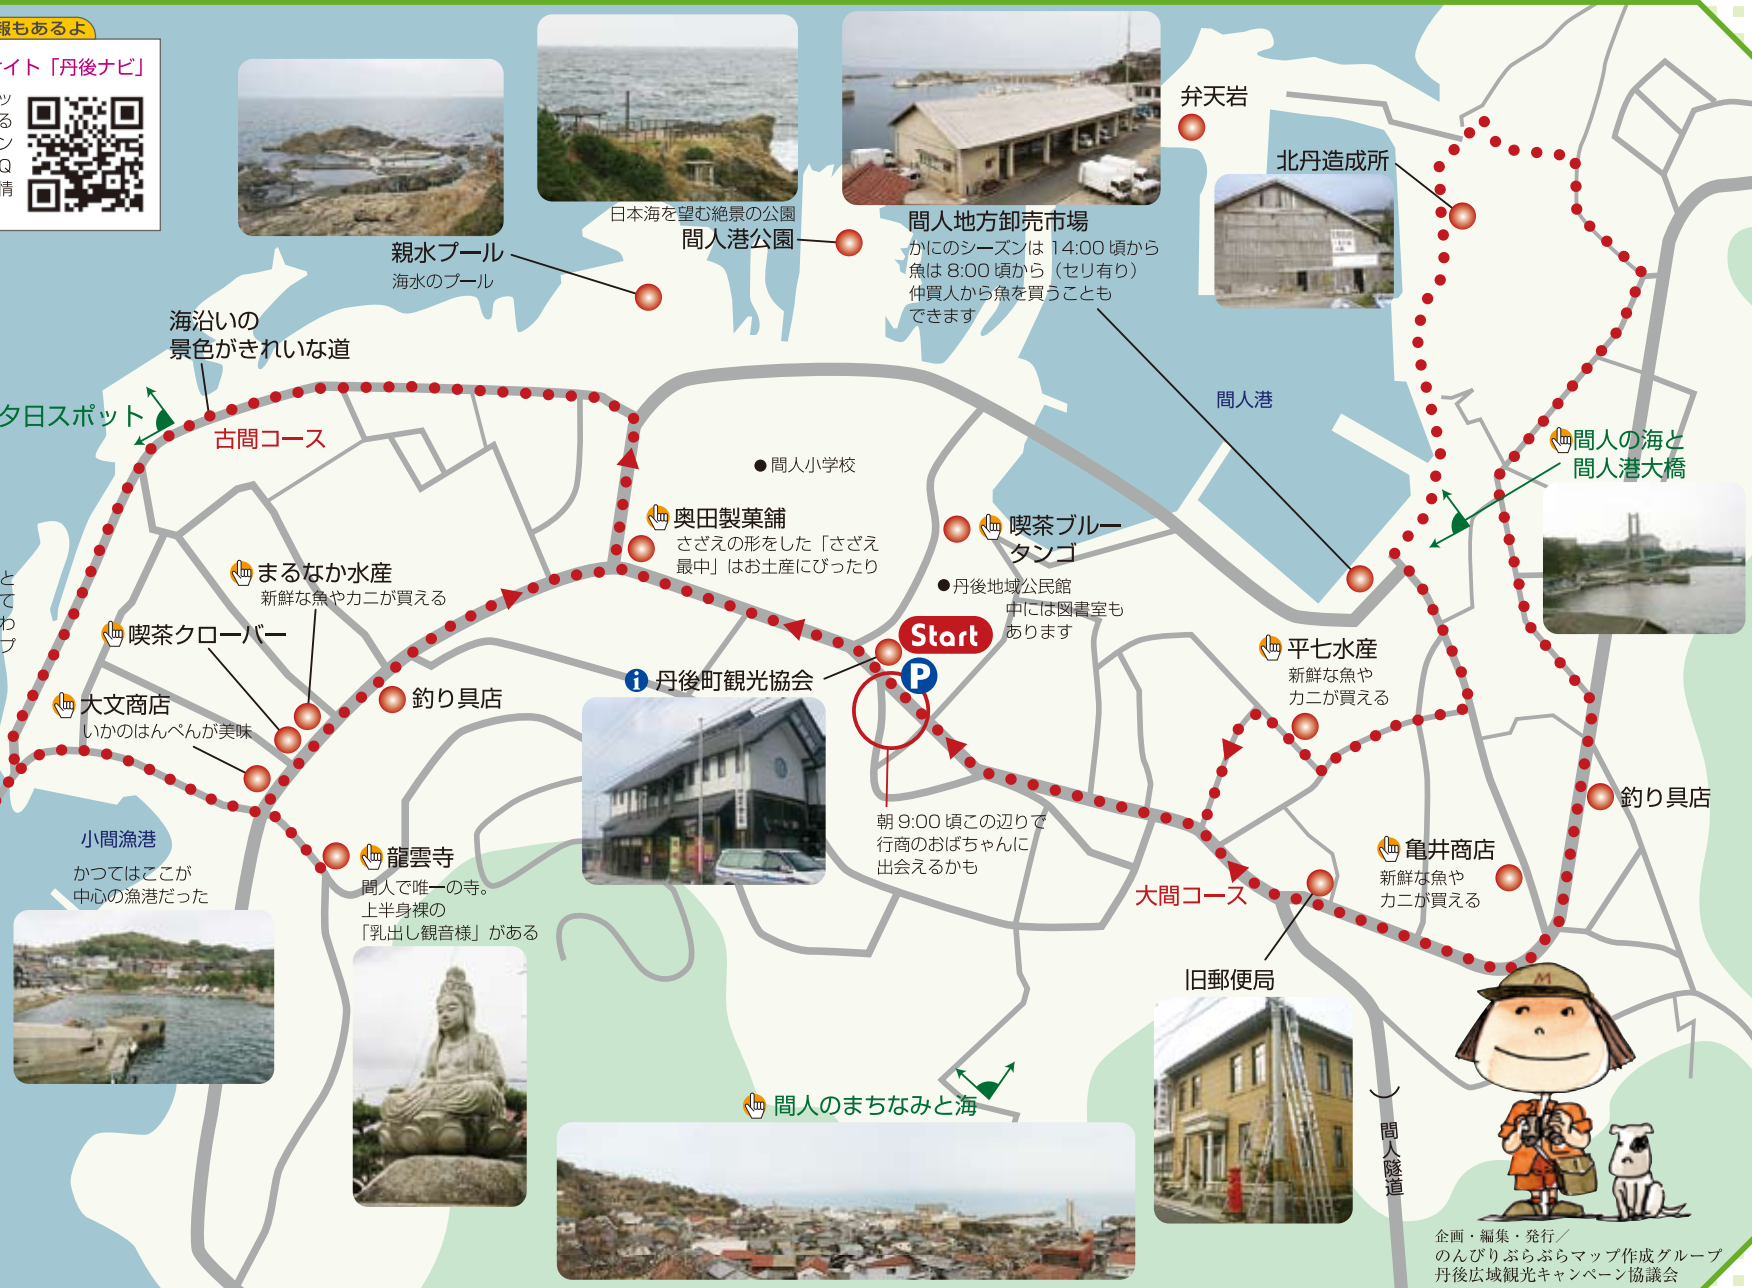 報もあるよ
サイト「丹後ナビ」
ッ
る
ン
Q
情
弁天岩
北丹造成所
日本海を望む絶景の公園
間人港公園
親水プール
海水のプール
間人地方卸売市場
かにのシーズンは 14:00 頃から
魚は 8:00 頃から（セリ有り）
仲買人から魚を買うことも
できます
海沿いの
景色がきれいな道
夕日スポット
古間コース
間人港
間人の海と
間人港大橋
間人小学校
奥田製菓舗
さざえの形をした「さざえ
最中」はお土産にぴったり
喫茶ブルー
タンゴ
丹後地域公民館
中には図書室も
あります
まるなか水産
新鮮な魚やカニが買える
喫茶クローバー
と
て
わ
プ
Start
P
i 丹後町観光協会
平七水産
新鮮な魚や
カニが買える
大文商店
いかのはんぺんが美味
釣り具店
釣り具店
小間漁港
かつてはここが
中心の漁港だった
龍雲寺
間人で唯一の寺。
上半身裸の
「乳出し観音様」がある
朝 9:00 頃この辺りで
行商のおばちゃんに
出会えるかも
亀井商店
新鮮な魚や
カニが買える
大間コース
旧郵便局
間人のまちなみと海
間人隧道
M
企画・編集・発行／
のんびりぶらぶらマップ作成グループ
丹後広域観光キャンペーン協議会